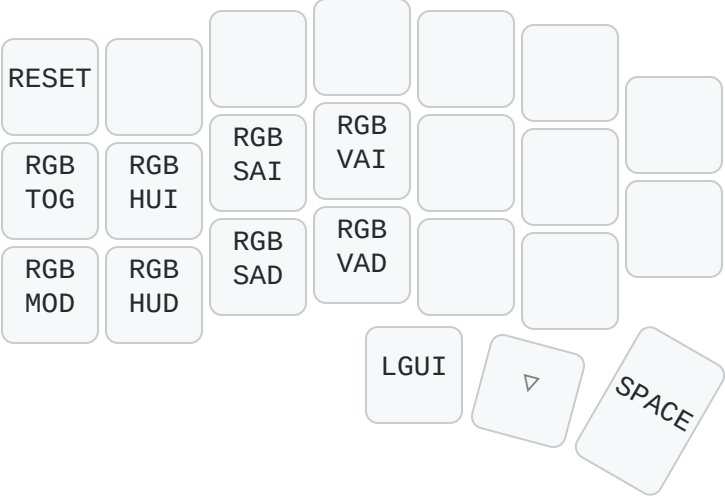 RESET
RGB
TOG
RGB
HUI
RGB
SAI
RGB
VAI
RGB
MOD
RGB
HUD
RGB
SAD
RGB
VAD
LGUI
▽
SPACE